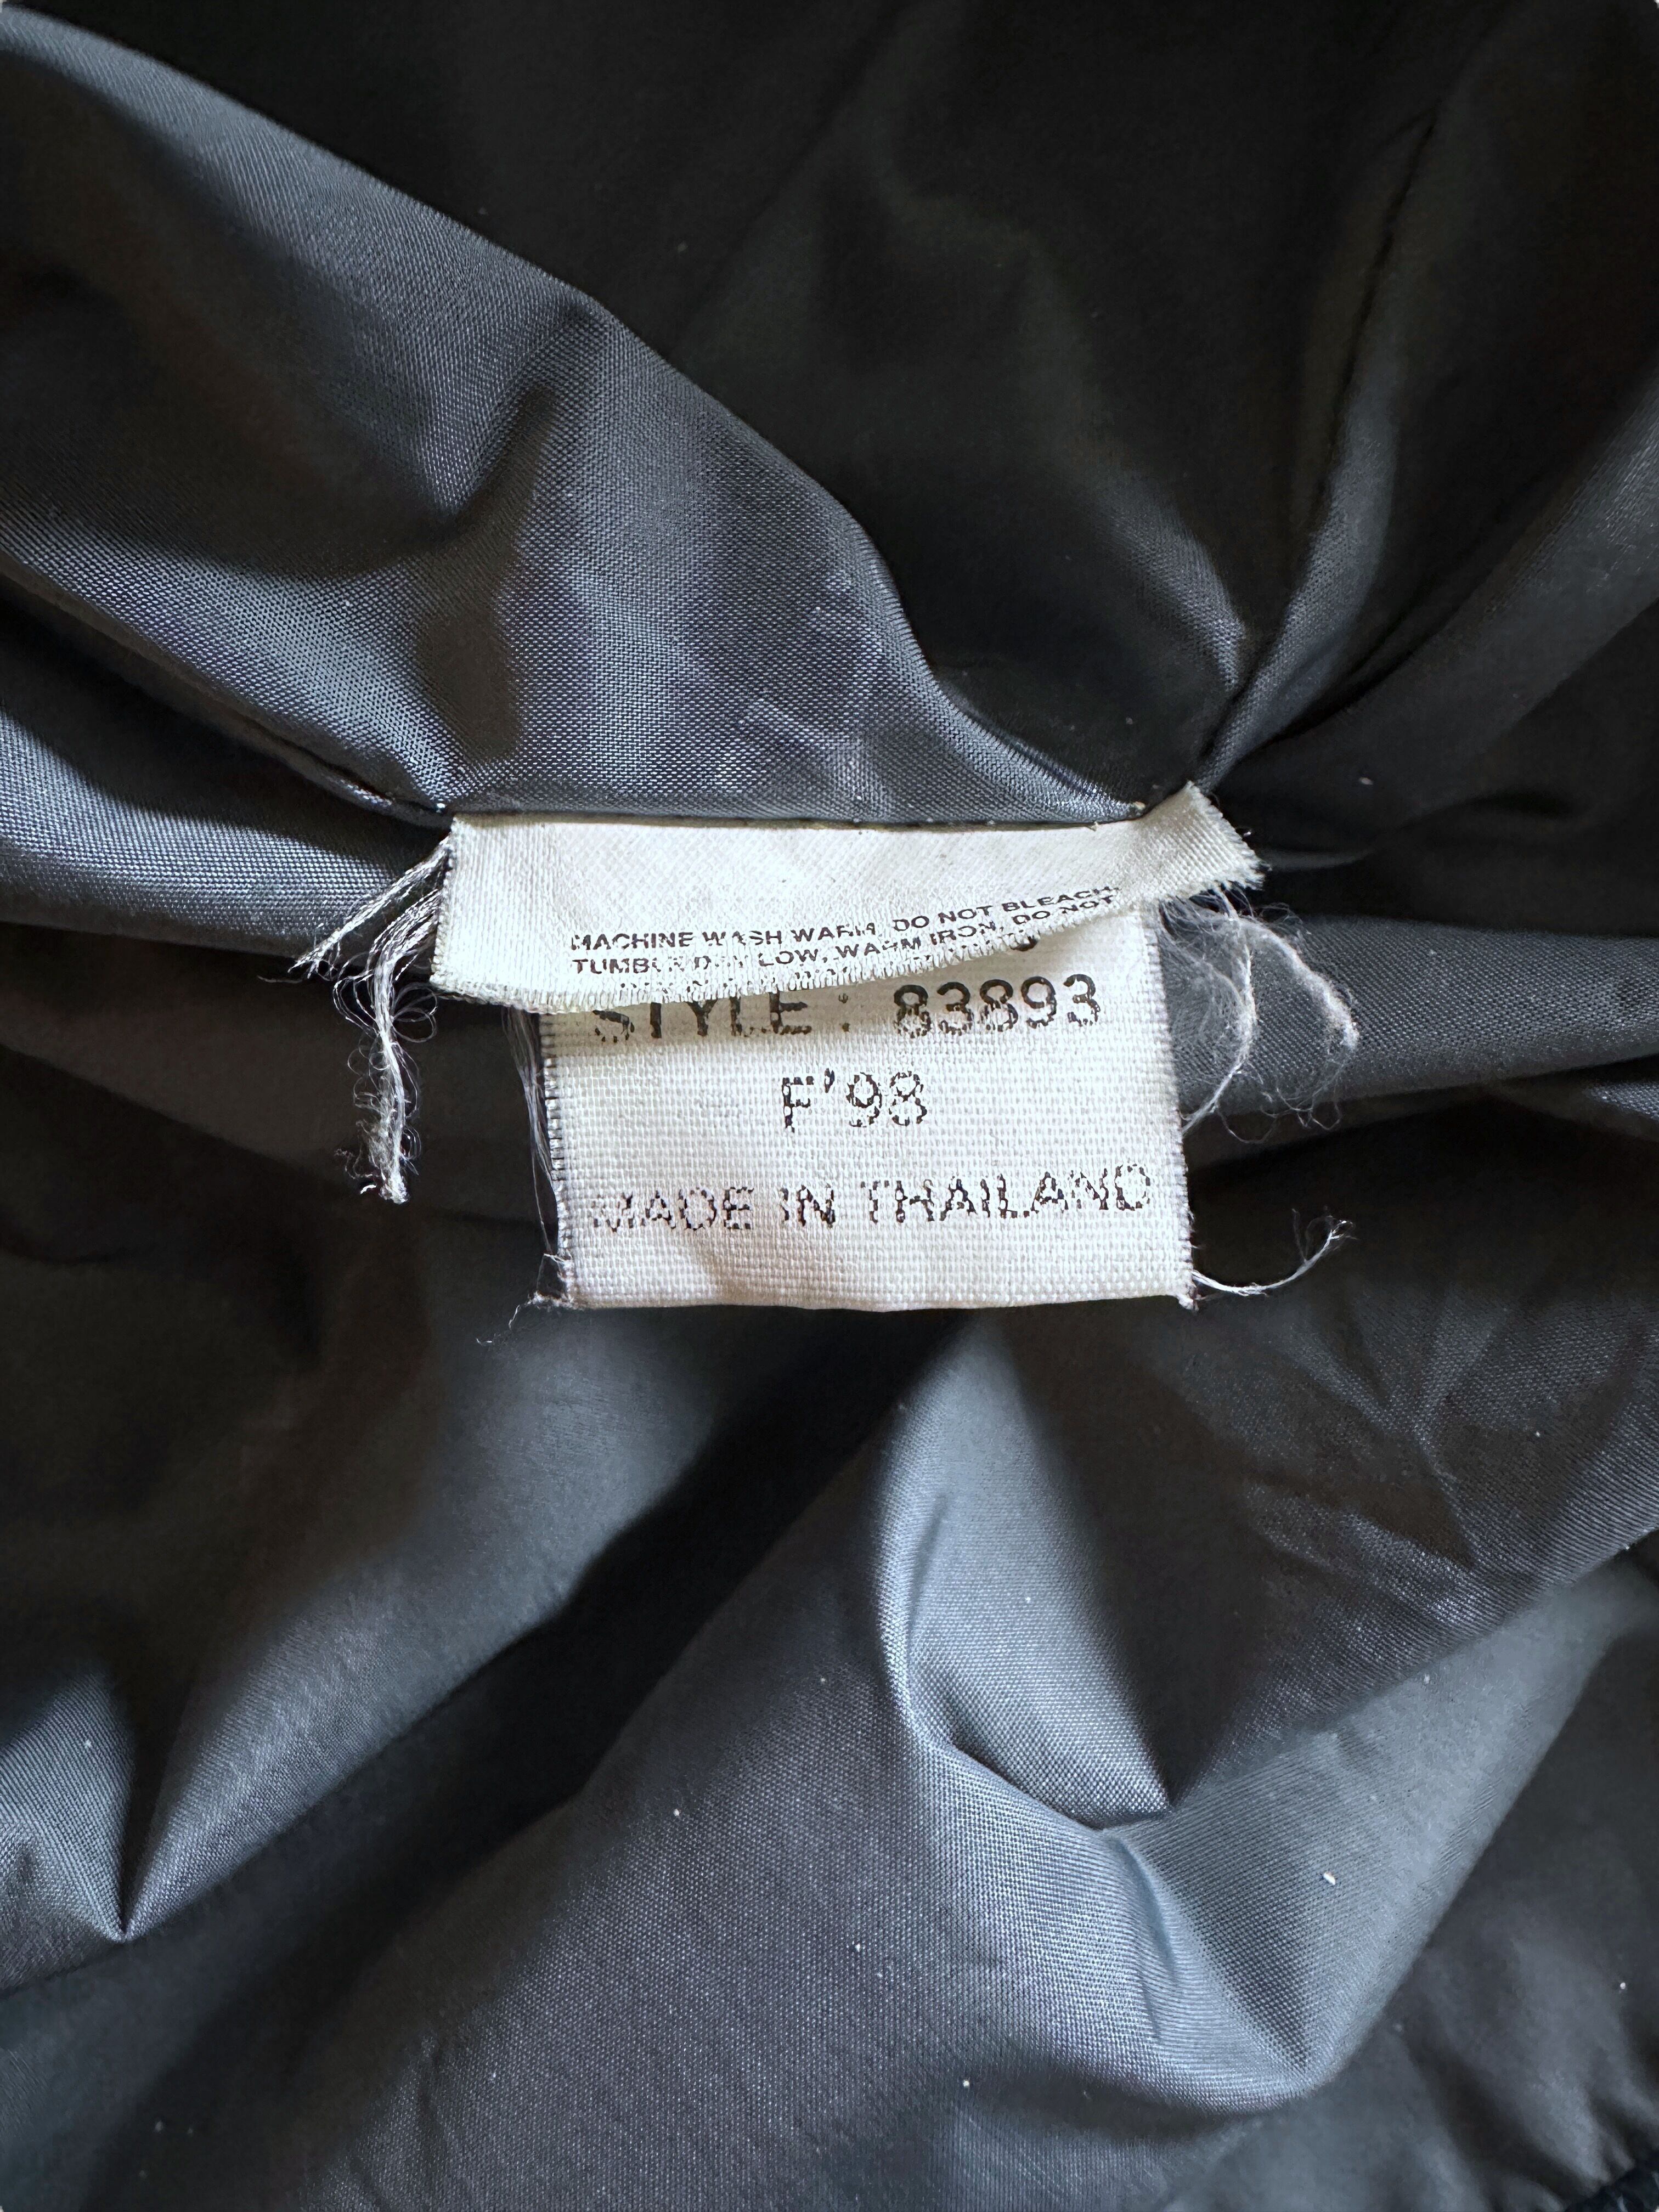 MACHINE WASH WARM, DO NOT BLEACH,
TUMBLE DRY LOW, WARM IRON, DO NOT
STYLE : 83893
F'98
MADE IN THAILAND